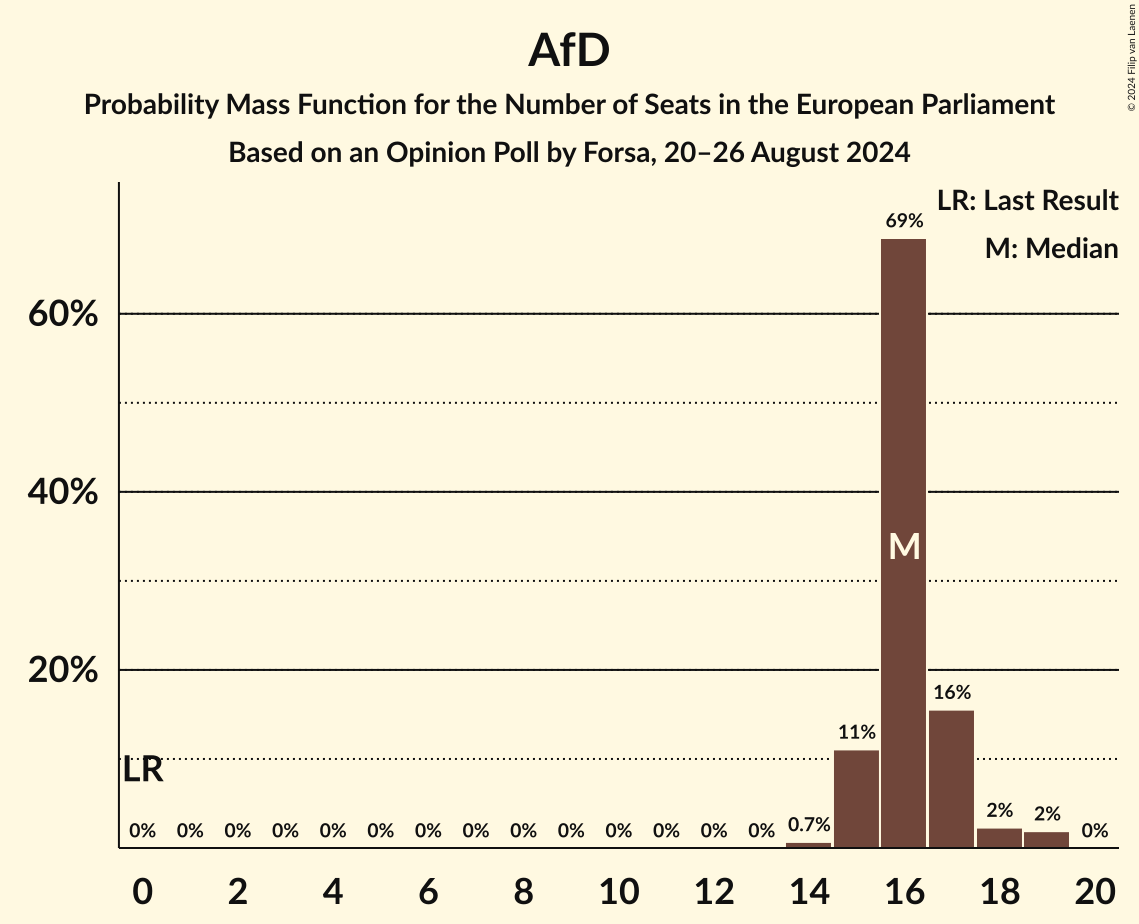 AfD
Probability Mass Function for the Number of Seats in the European Parliament
Based on an Opinion Poll by Forsa, 20–26 August 2024
© 2024 Filip van Laenen
LR: Last Result
M: Median
69%
60%
40%
M
20%
16%
11%
LR
0% 0% 0% 0% 0% 0% 0% 0% 0% 0% 0% 0% 0% 0% 0.7% 2% 2% 0%
0 2 4 6 8 10 12 14 16 18 20